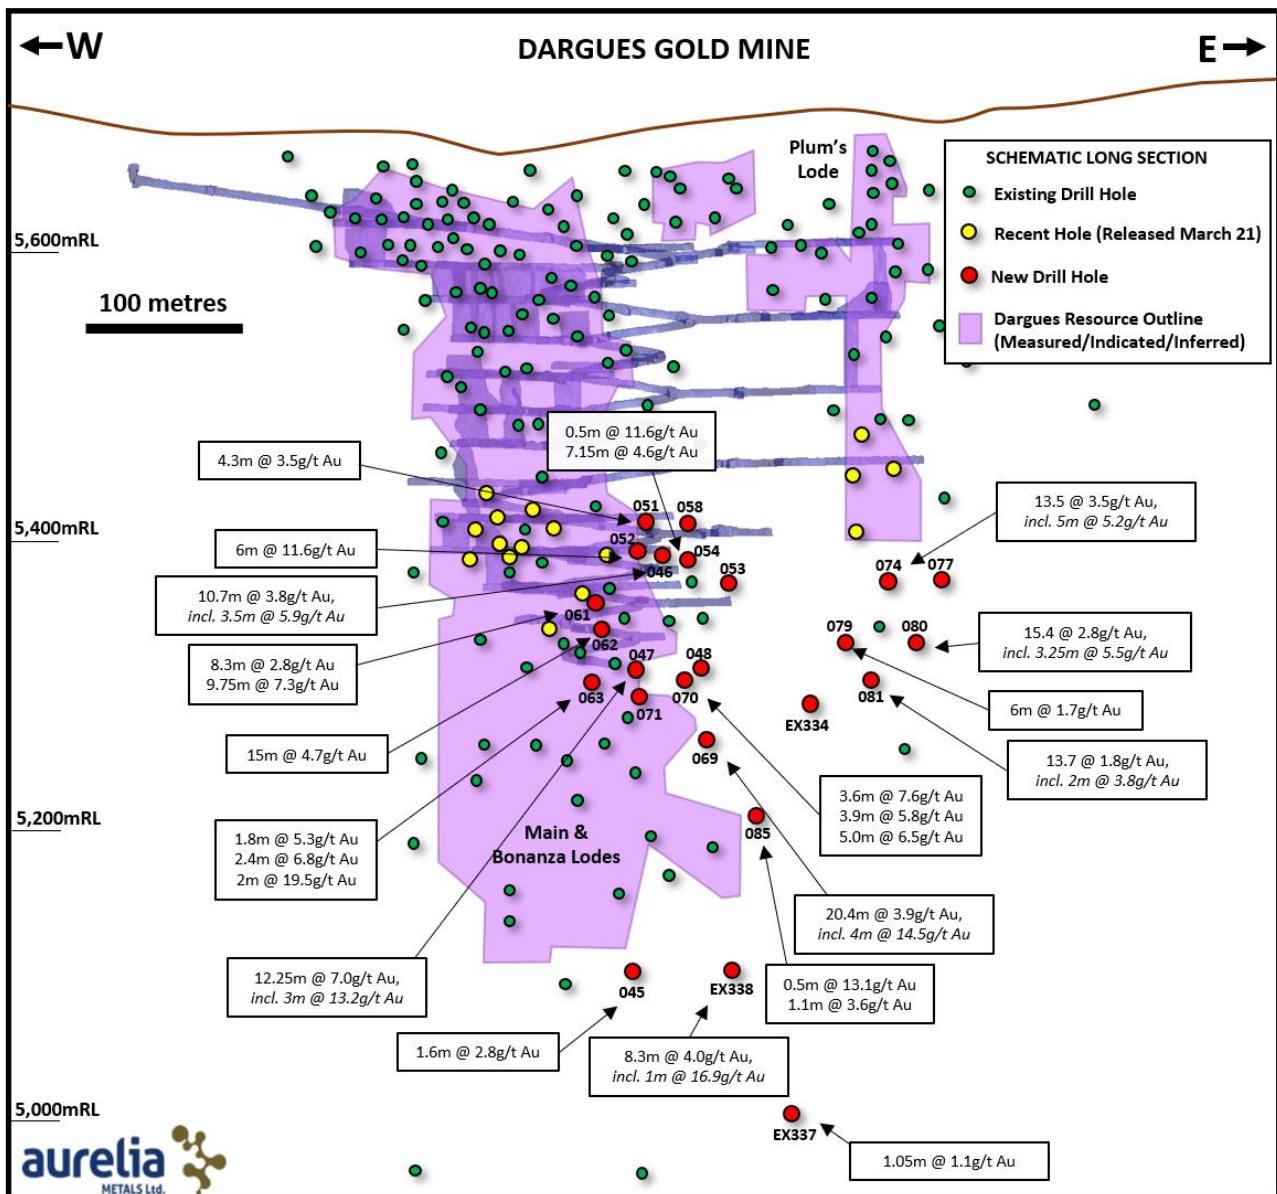 W
DARGUES GOLD MINE
E
Plum's
Lode
SCHEMATIC LONG SECTION
Existing Drill Hole
Recent Hole (Released March 21)
New Drill Hole
Dargues Resource Outline
(Measured/Indicated/Inferred)
5,600mRL
100 metres
0.5m @ 11.6g/t Au
7.15m @ 4.6g/t Au
4.3m @ 3.5g/t Au
13.5 @ 3.5g/t Au,
incl. 5m @ 5.2g/t Au
5,400mRL
051
058
052
054
046
053
6m @ 11.6g/t Au
074
077
10.7m @ 3.8g/t Au,
incl. 3.5m @ 5.9g/t Au
061
062
079
080
15.4 @ 2.8g/t Au,
incl. 3.25m @ 5.5g/t Au
8.3m @ 2.8g/t Au
9.75m @ 7.3g/t Au
047
048
063
070
071
081
EX334
6m @ 1.7g/t Au
15m @ 4.7g/t Au
069
13.7 @ 1.8g/t Au,
incl. 2m @ 3.8g/t Au
3.6m @ 7.6g/t Au
3.9m @ 5.8g/t Au
5.0m @ 6.5g/t Au
5,200mRL
085
Main &
Bonanza Lodes
1.8m @ 5.3g/t Au
2.4m @ 6.8g/t Au
2m @ 19.5g/t Au
20.4m @ 3.9g/t Au,
incl. 4m @ 14.5g/t Au
12.25m @ 7.0g/t Au,
incl. 3m @ 13.2g/t Au
045
EX338
0.5m @ 13.1g/t Au
1.1m @ 3.6g/t Au
1.6m @ 2.8g/t Au
8.3m @ 4.0g/t Au,
incl. 1m @ 16.9g/t Au
5,000mRL
EX337
1.05m @ 1.1g/t Au
aurelia
METALS Ltd.